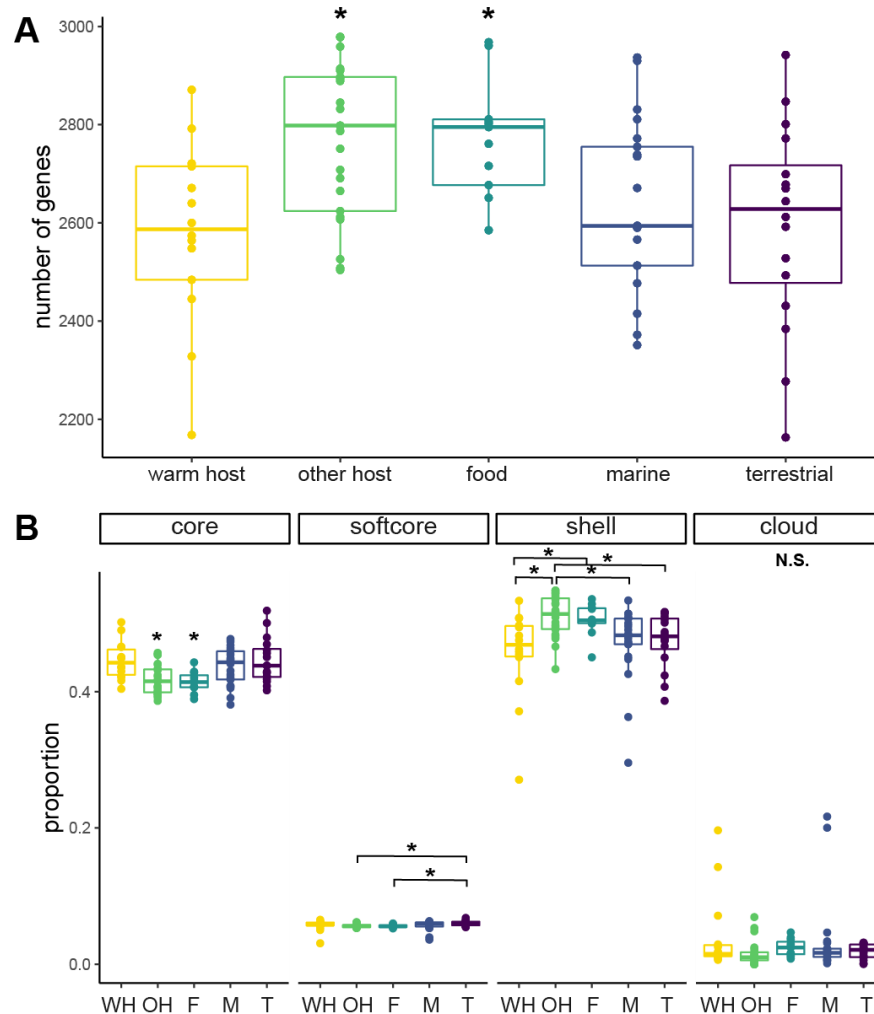 A
number of genes
3000
2800
2600
2400
2200
* *
warm host other host food marine terrestrial
B
core softcore shell cloud
proportion
0.4
0.2
0.0
* *
* *
* *
* *
N.S.
WH OH F M T WH OH F M T WH OH F M T WH OH F M T